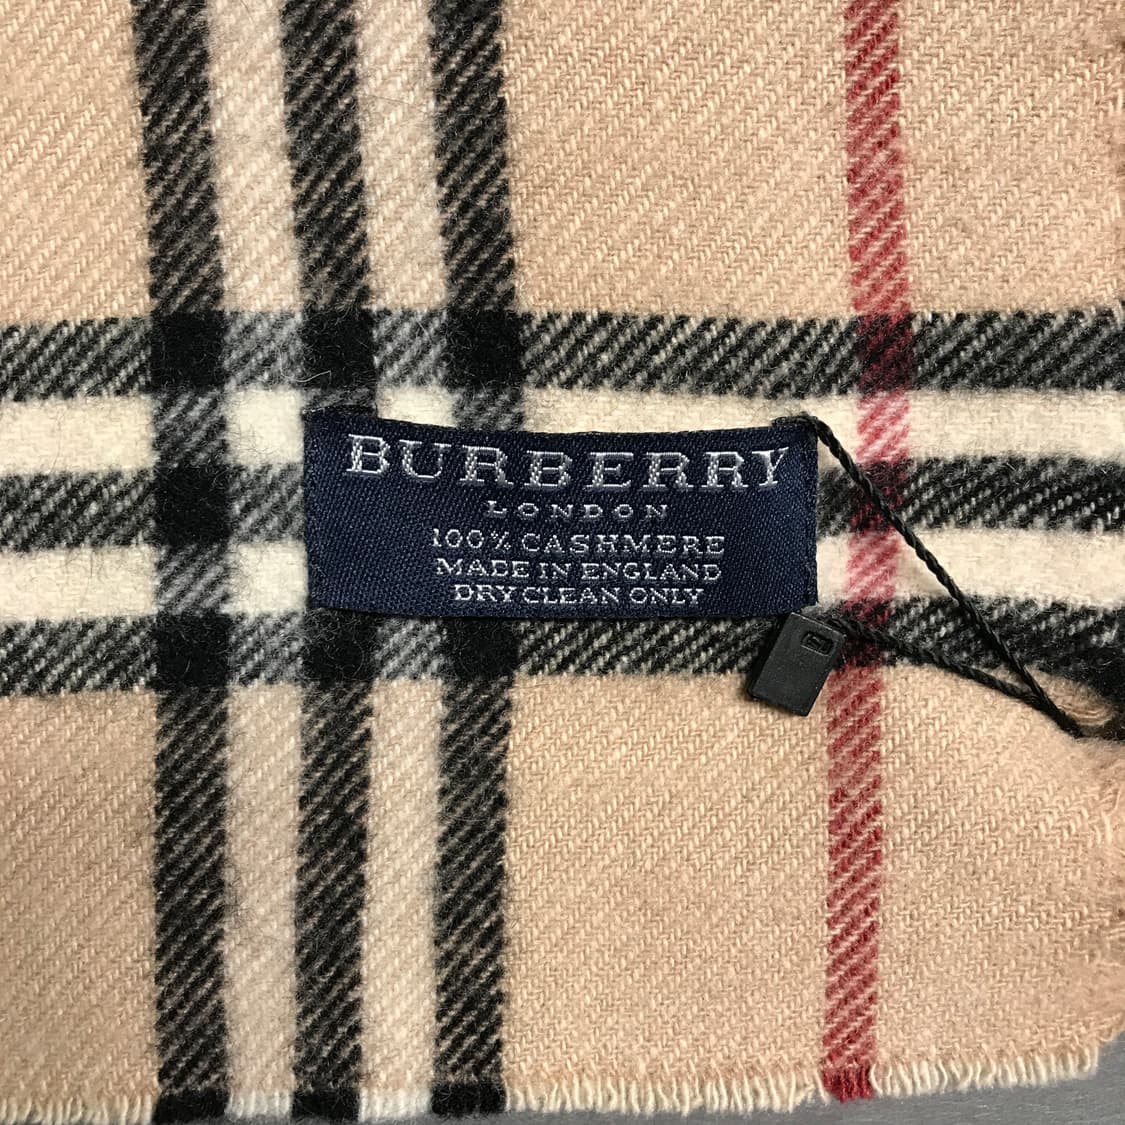 BURBERRY
LONDON
100% CASHMERE
MADE IN ENGLAND
DRY CLEAN ONLY